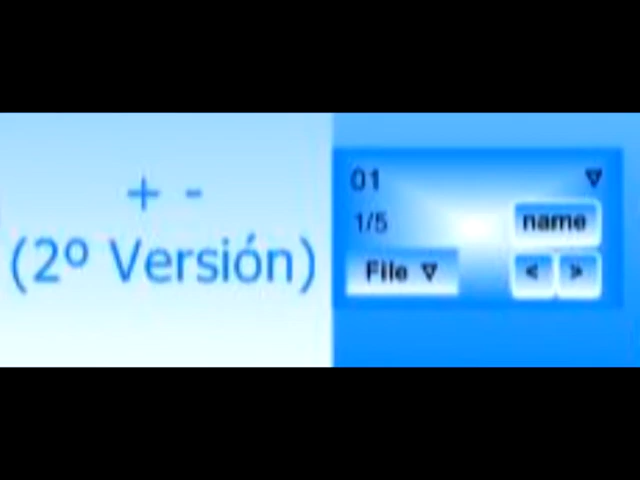 + -
(2º Versión)
01 ▽
1/5
name
File ▽
< >